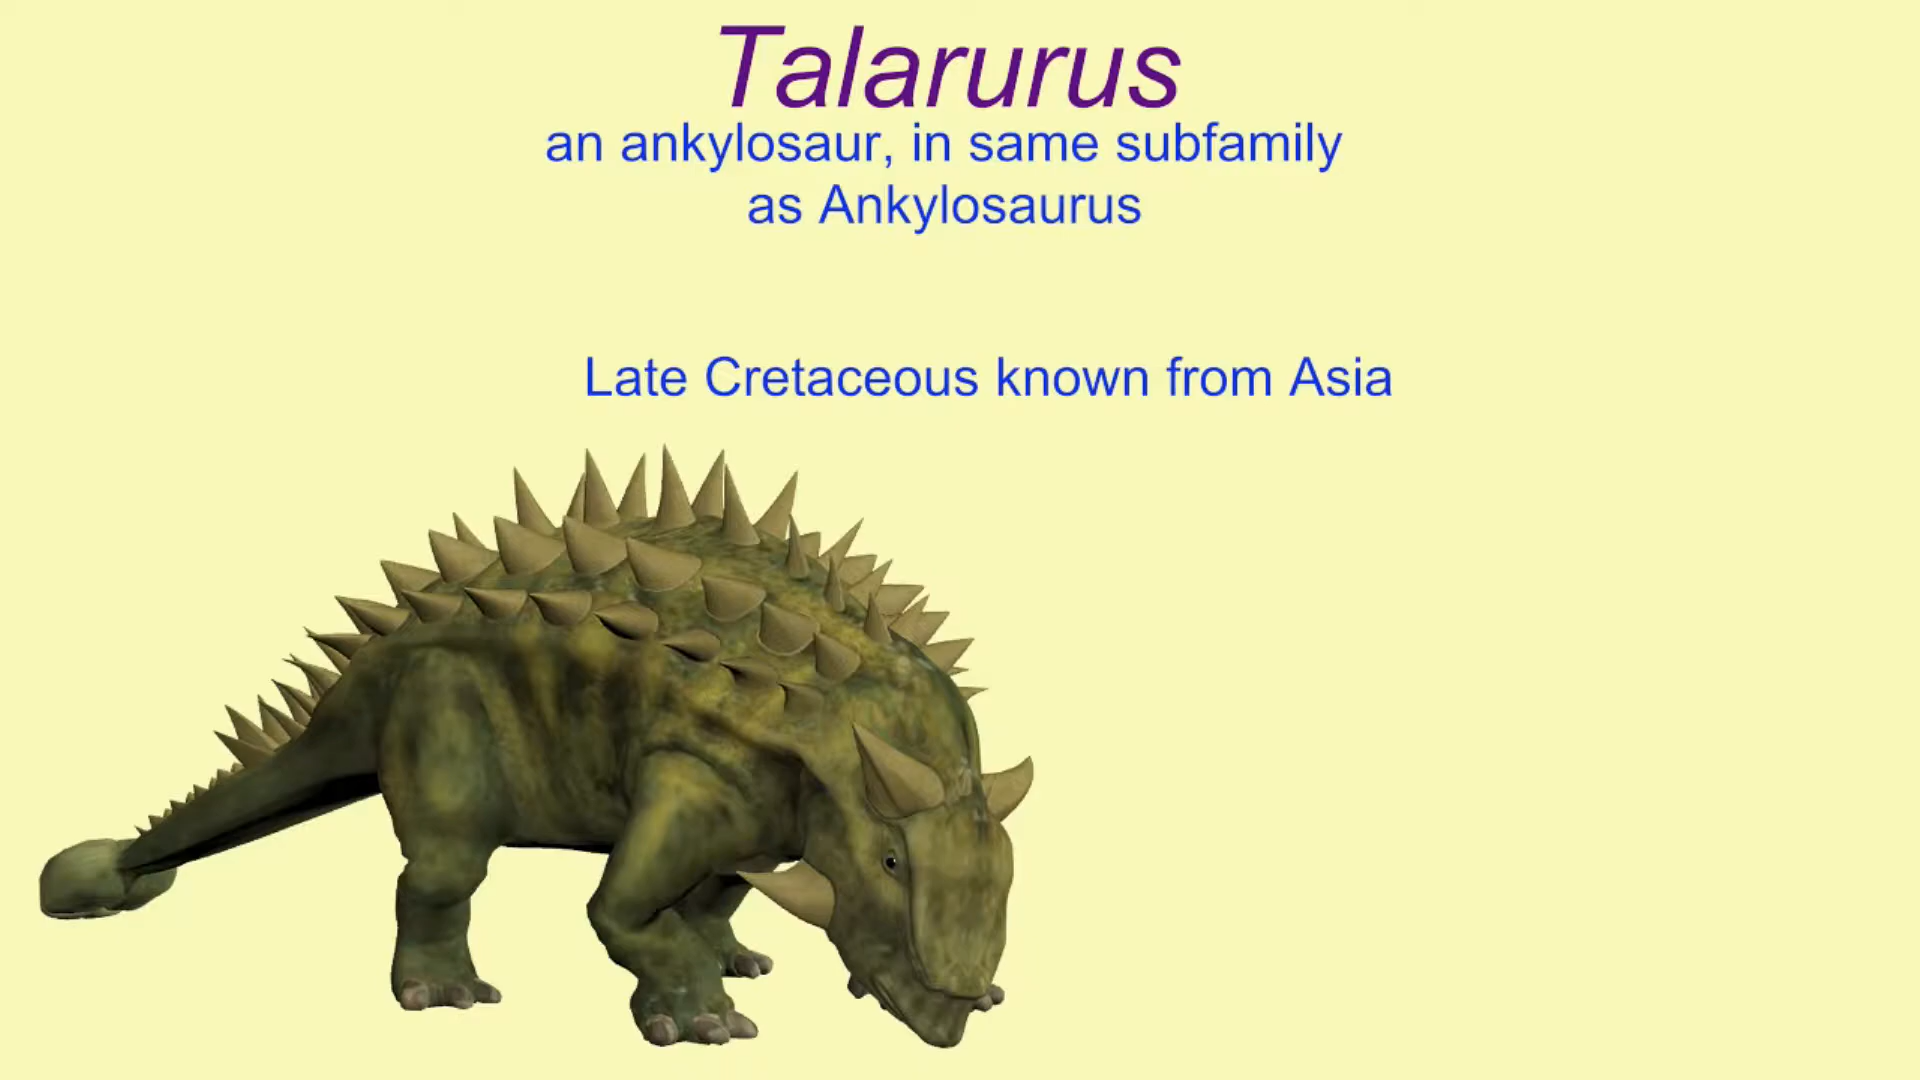 Talarurus
an ankylosaur, in same subfamily
as Ankylosaurus
Late Cretaceous known from Asia